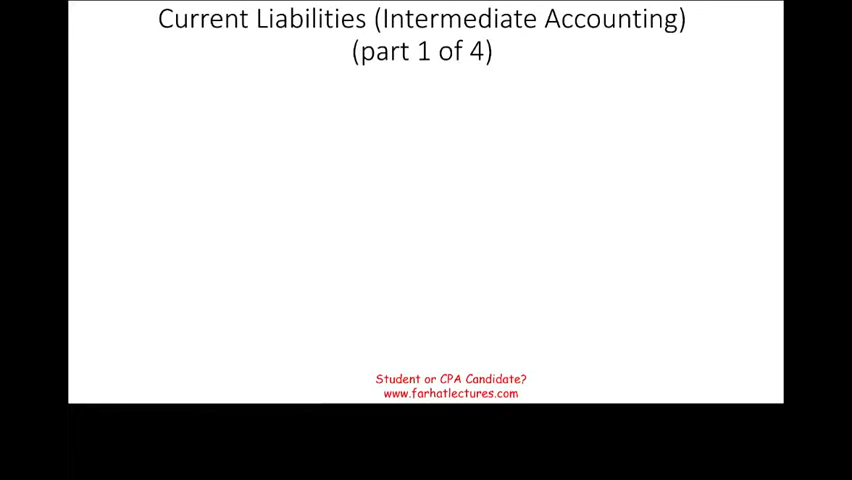 Current Liabilities (Intermediate Accounting)
(part 1 of 4)
Student or CPA Candidate?
www.farhatlectures.com